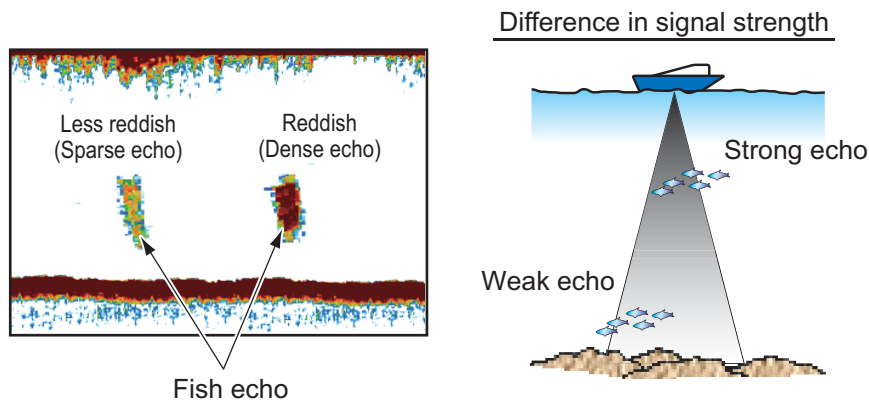 Difference in signal strength
Less reddish
(Sparse echo)
Reddish
(Dense echo)
Strong echo
Weak echo
Fish echo